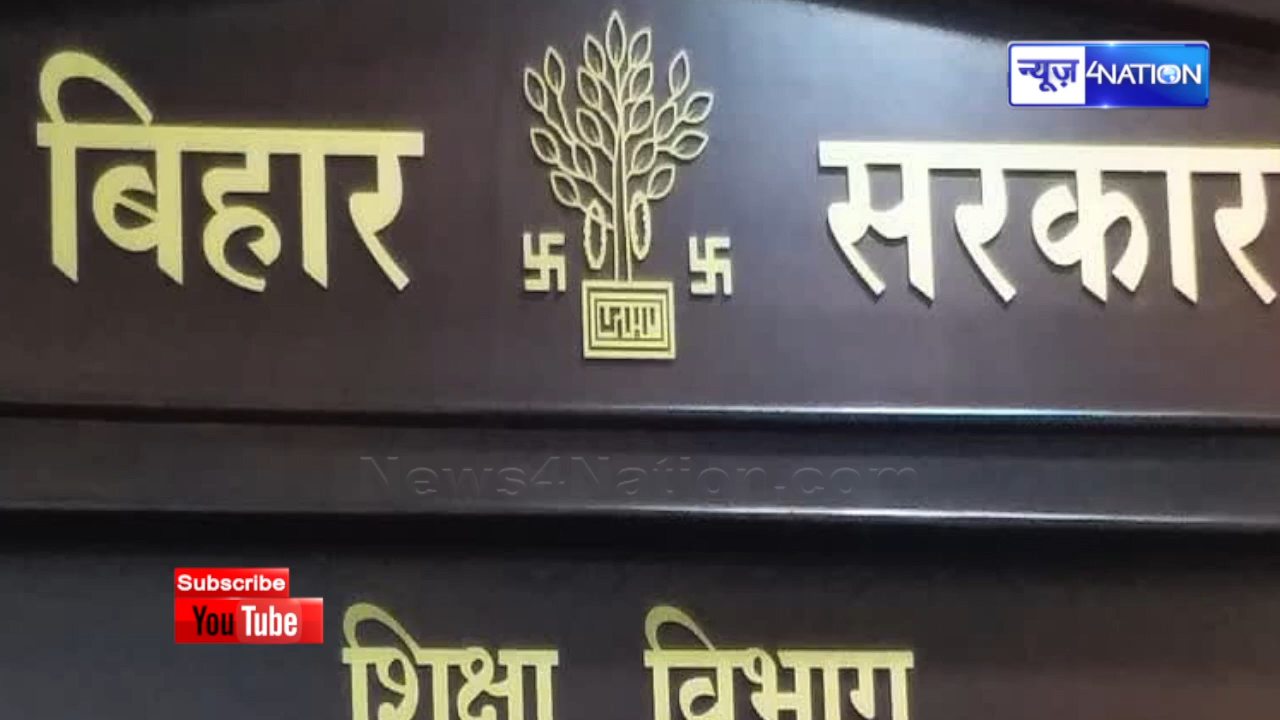 न्यूज़ 4NATION
बिहार सरकार
News4Nation.com
Subscribe
YouTube
शिक्षा विभाग